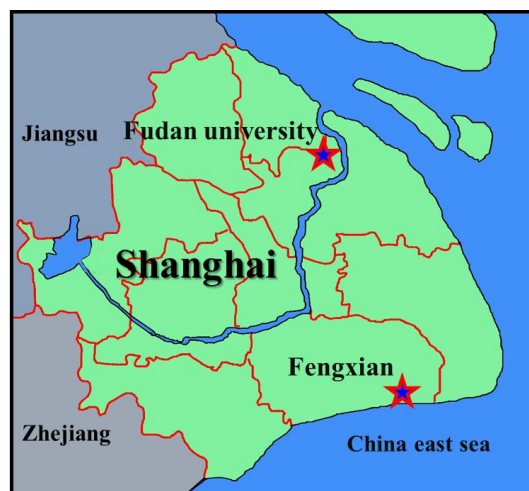 Jiangsu
Fudan university
Shanghai
Fengxian
Zhejiang
China east sea